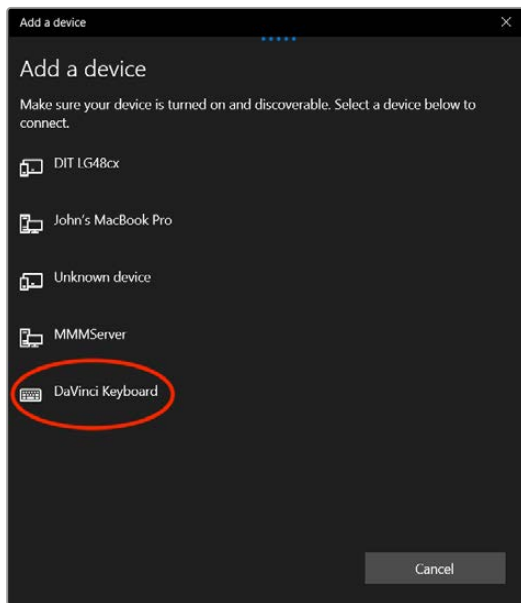 Add a device
Add a device
Make sure your device is turned on and discoverable. Select a device below to
connect.
DIT LG48cx
John's MacBook Pro
Unknown device
MMMServer
DaVinci Keyboard
Cancel